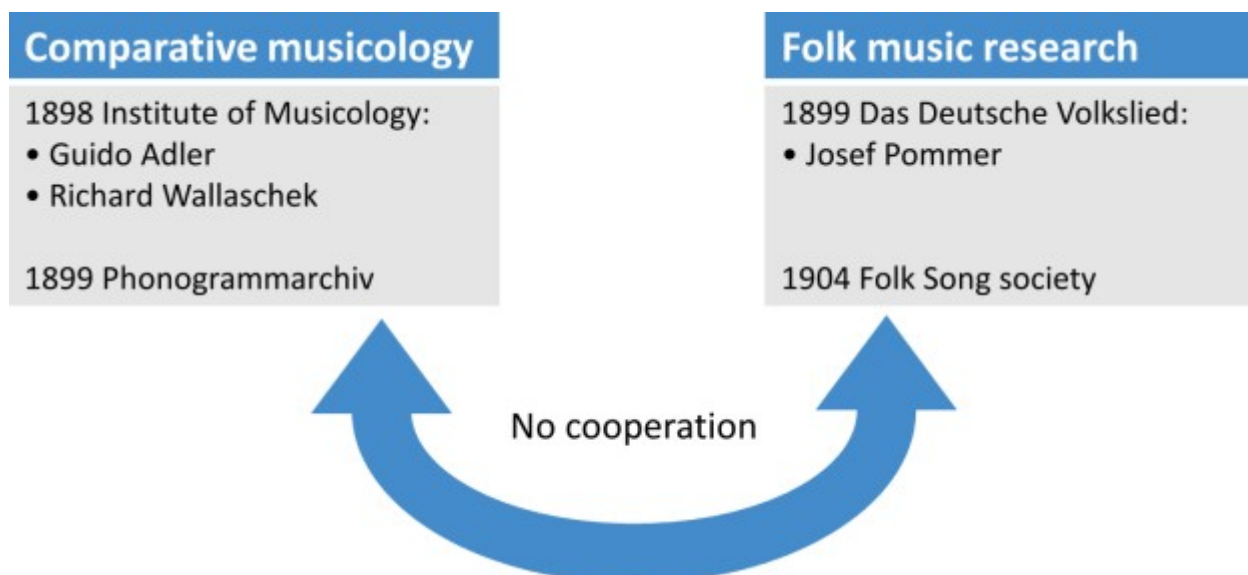 Comparative musicology
1898 Institute of Musicology:
• Guido Adler
• Richard Wallaschek
1899 Phonogrammarchiv
Folk music research
1899 Das Deutsche Volkslied:
• Josef Pommer
1904 Folk Song society
No cooperation